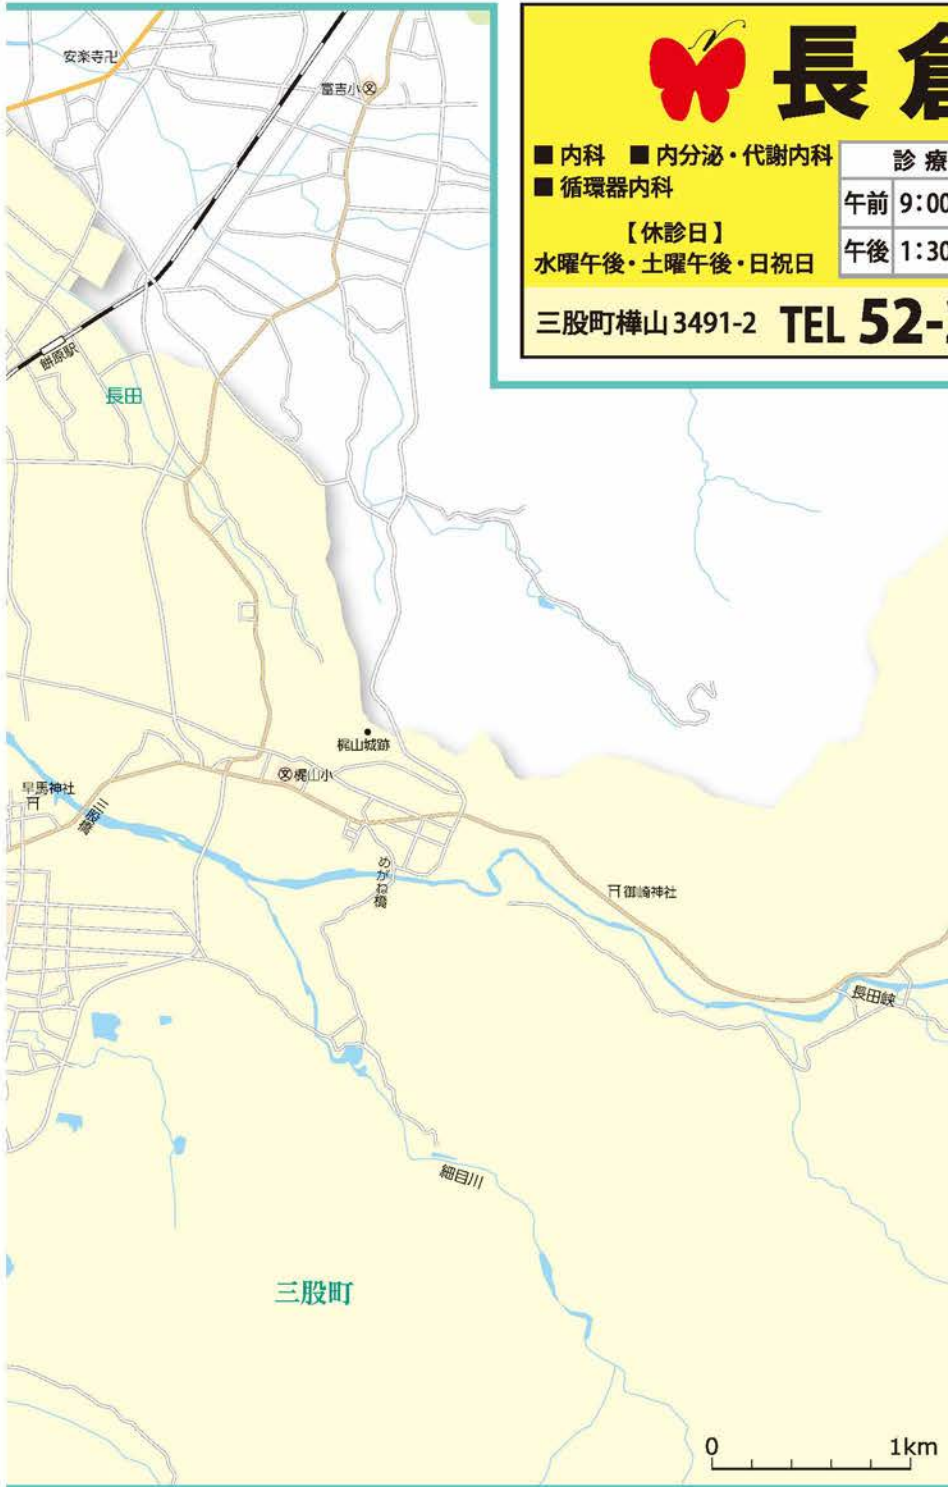 安楽寺卍
富吉小文
長倉
■ 内科 ■ 内分泌・代謝内科
■ 循環器内科
【休診日】
水曜午後・土曜午後・日祝日
診療
午前 9:00
午後 1:30
三股町樺山3491-2 TEL 52-
餅原駅
長田
梶山城跡
文梶山小
早馬神社
三股橋
めがね橋
御崎神社
長田峡
細目川
三股町
0 1km